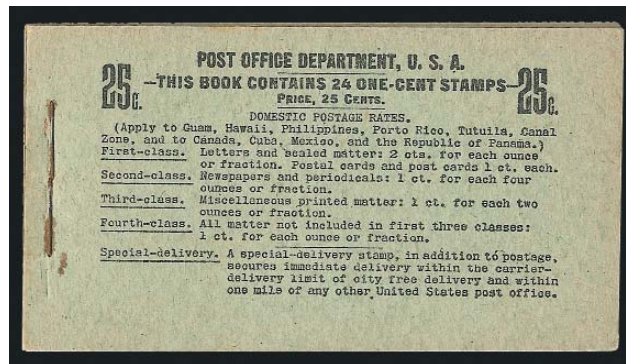 POST OFFICE DEPARTMENT, U. S. A.
25c. —THIS BOOK CONTAINS 24 ONE-CENT STAMPS— 25c.
PRICE, 25 CENTS.
DOMESTIC POSTAGE RATES.
(Apply to Guam, Hawaii, Philippines, Porto Rico, Tutuila, Canal
Zone, and to Canada, Cuba, Mexico, and the Republic of Panama.)
First-class. Letters and sealed matter: 2 cts. for each ounce
or fraction. Postal cards and post cards 1 ct. each.
Second-class. Newspapers and periodicals: 1 ct. for each four
ounces or fraction.
Third-class. Miscellaneous printed matter: 1 ct. for each two
ounces or fraction.
Fourth-class. All matter not included in first three classes:
1 ct. for each ounce or fraction.
Special-delivery. A special-delivery stamp, in addition to postage,
secures immediate delivery within the carrier-
delivery limit of city free delivery and within
one mile of any other United States post office.